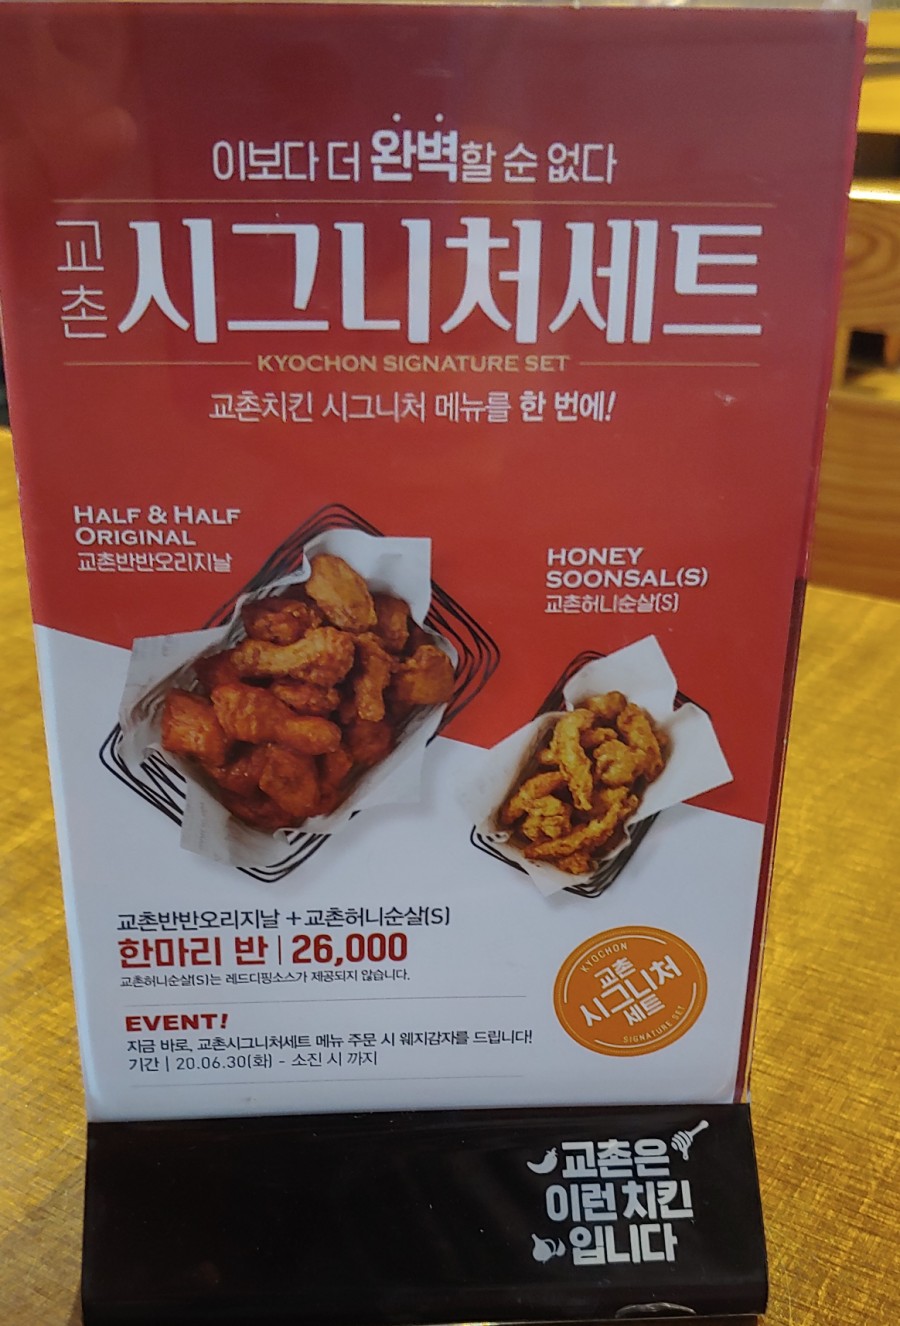 이보다 더 완벽할 순 없다
교촌 시그니처세트
KYOCHON SIGNATURE SET
교촌치킨 시그니처 메뉴를 한 번에!
HALF & HALF
ORIGINAL
교촌반반오리지날
HONEY
SOONSAL(S)
교촌허니순살(S)
교촌반반오리지날 + 교촌허니순살(S)
한마리 반 | 26,000
교촌허니순살(S)는 레드디핑소스가 제공되지 않습니다.
EVENT!
지금 바로, 교촌시그니처세트 메뉴 주문 시 웨지감자를 드립니다!
기간 | 20.06.30(화) - 소진 시 까지
KYOCHON
교촌
시그니처
세트
SIGNATURE SET
교촌은
이런 치킨
입니다